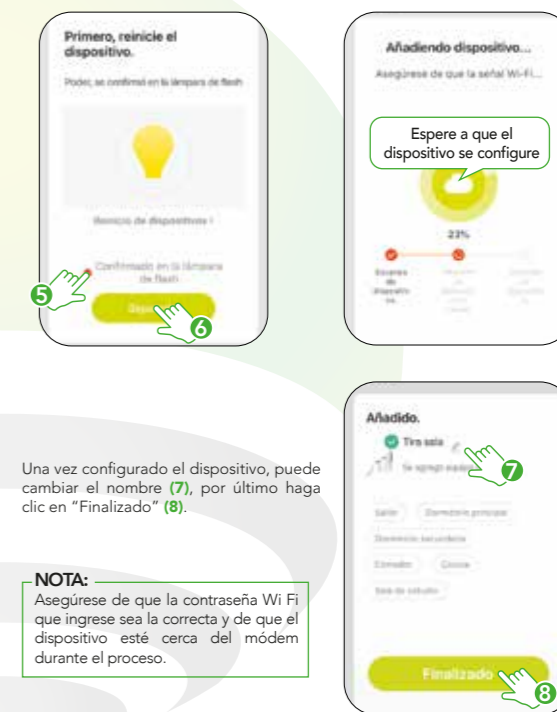 Primero, reinicie el
dispositivo.
Poder, se confirmó en la lámpara de flash
Reinicio de dispositivos
Confirmado en la lámpara
de flash
5
6
Añadiendo dispositivo...
Asegúrese de que la señal Wi-Fi...
Espere a que el
dispositivo se configure
23%
Una vez configurado el dispositivo, puede
cambiar el nombre (7), por último haga
clic en “Finalizado” (8).
NOTA:
Asegúrese de que la contraseña Wi Fi
que ingrese sea la correcta y de que el
dispositivo esté cerca del módem
durante el proceso.
Añadido.
Tira sala
Se agregó
7
Salón
Dormitorio principal
Dormitorio secundario
Comedor
Cocina
Sala de estudio
Finalizado
8